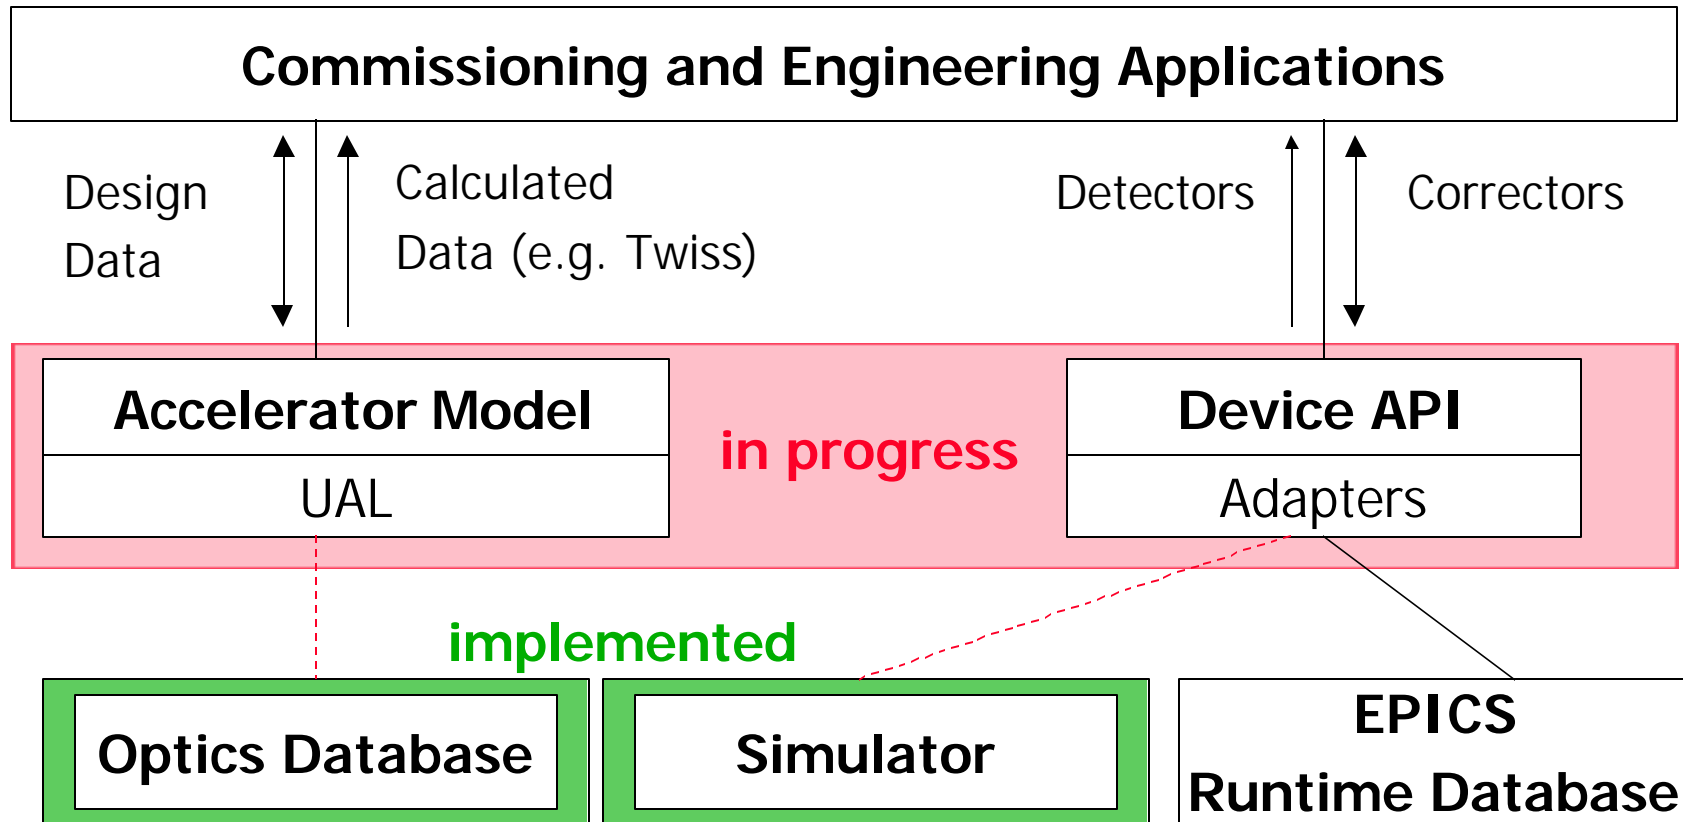 Commissioning and Engineering Applications
Design
Data
Calculated
Data (e.g. Twiss)
Detectors
Correctors
Accelerator Model
UAL
in progress
Device API
Adapters
implemented
Optics Database
Simulator
EPICS
Runtime Database